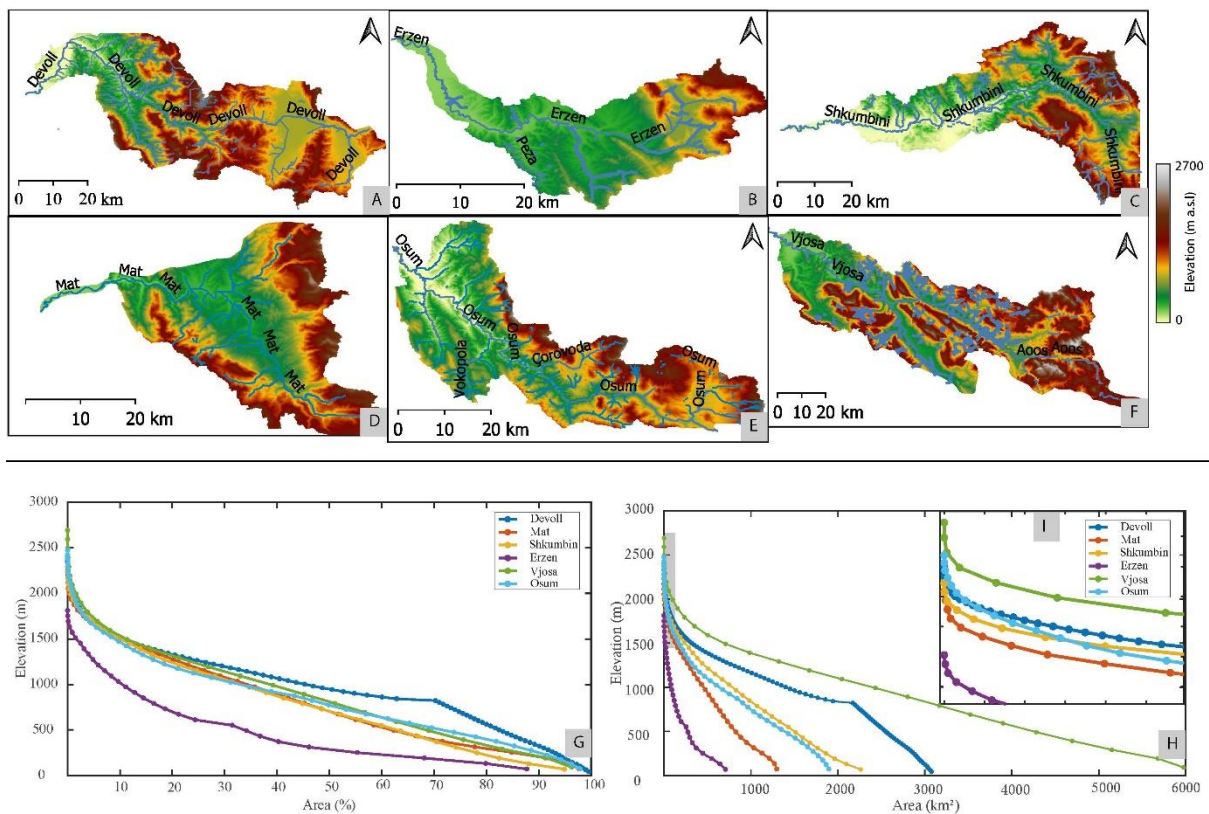 Devoll
Devoll
Devoll
Devoll
Devoll
Devoll
0 10 20 km
A
Erzen
Erzen
Erzen
Peza
0 10 20 km
B
Shkumbini
Shkumbini
Shkumbini
Shkumbini
0 10 20 km
C
2700
Elevation (m a.s.l)
0
Mat
Mat
Mat
Mat
Mat
Mat
0 10 20 km
D
Osum
Osum
Osum
Vokopola
Çorovoda
Osum
Osum
Osum
0 10 20 km
E
Vjosa
Vjosa
Aoos
Aoos
0 10 20 km
F
3000
2500
2000
1500
1000
500
0
Elevation (m)
10 20 30 40 50 60 70 80 90 100
Area (%)
Devoll
Mat
Shkumbin
Erzen
Vjosa
Osum
G
3000
2500
2000
1500
1000
500
0
Elevation (m)
1000 2000 3000 4000 5000 6000
Area (km²)
I
Devoll
Mat
Shkumbin
Erzen
Vjosa
Osum
H